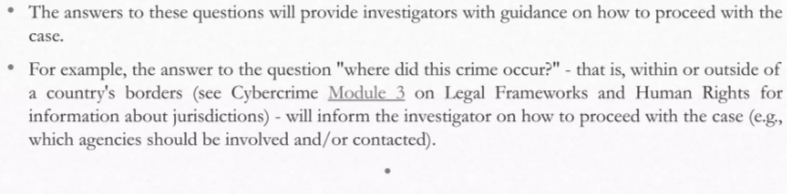 • The answers to these questions will provide investigators with guidance on how to proceed with the
case.
• For example, the answer to the question "where did this crime occur?" - that is, within or outside of
a country's borders (see Cybercrime Module 3 on Legal Frameworks and Human Rights for
information about jurisdictions) - will inform the investigator on how to proceed with the case (e.g.,
which agencies should be involved and/or contacted).
•